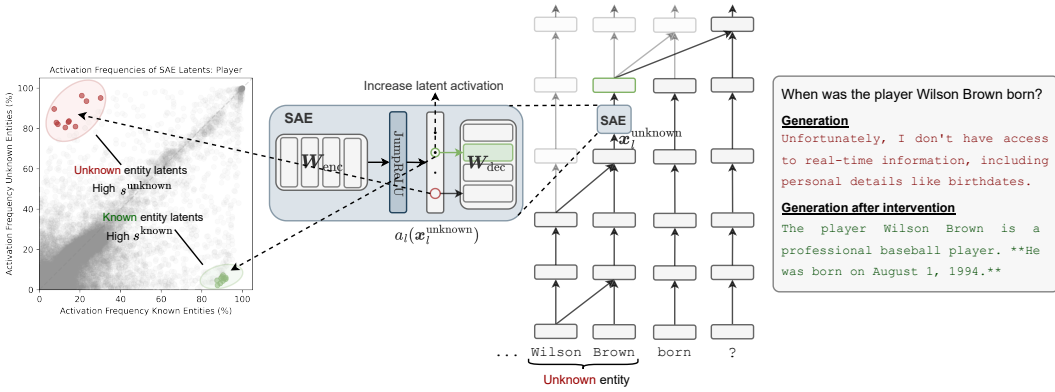 Activation Frequencies of SAE Latents: Player
Activation Frequency Unknown Entities (%)
100
80
60
40
20
0
Unknown entity latents
High s^unknown
Known entity latents
High s^known
0 20 40 60 80 100
Activation Frequency Known Entities (%)
Increase latent activation
SAE
W_enc
JumpReLU
W_dec
a_l(x_l^unknown)
SAE
x_l^unknown
... Wilson Brown born ?
Unknown entity
When was the player Wilson Brown born?
Generation
Unfortunately, I don't have access
to real-time information, including
personal details like birthdates.
Generation after intervention
The player Wilson Brown is a
professional baseball player. **He
was born on August 1, 1994.**